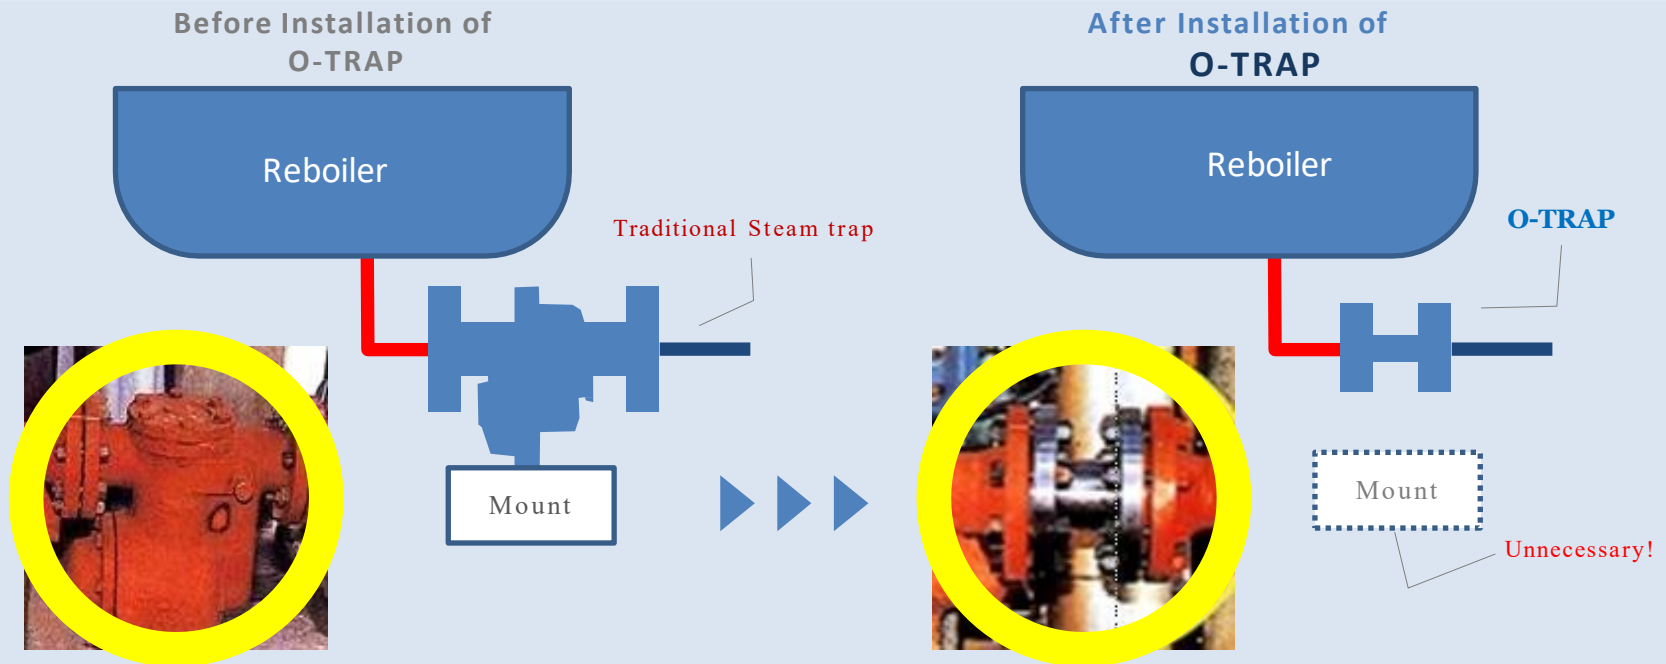 Before Installation of
O-TRAP
Reboiler
Traditional Steam trap
Mount
After Installation of
O-TRAP
Reboiler
O-TRAP
Mount
Unnecessary!